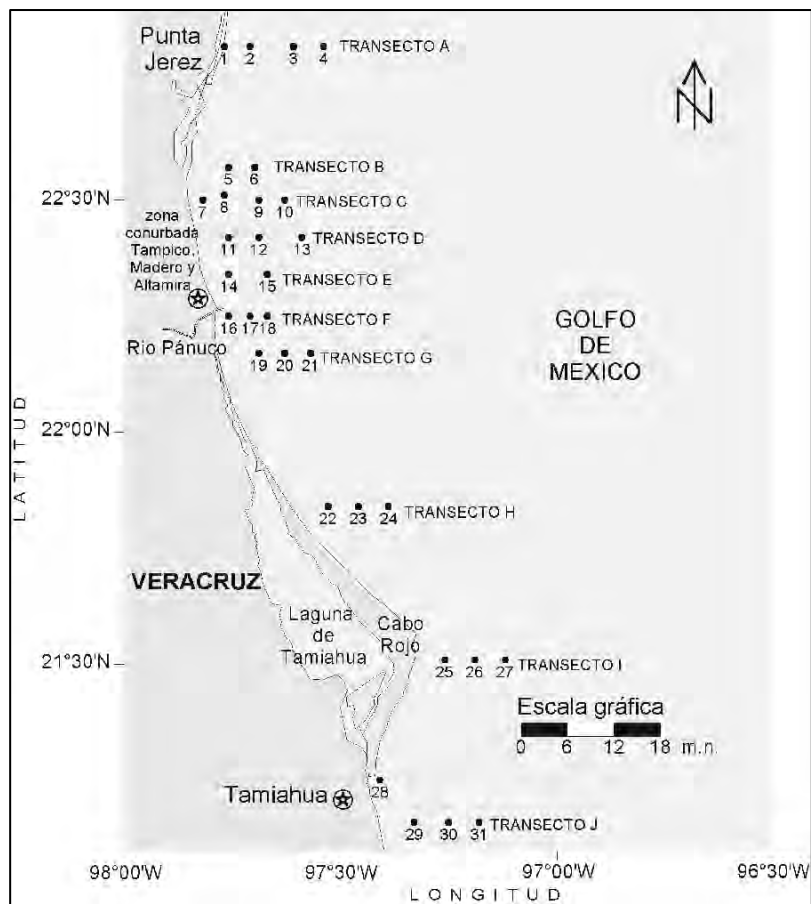 Punta
Jerez
1 2 3 4
TRANSECTO A
N
5 6
TRANSECTO B
22°30'N
7 8 9 10
TRANSECTO C
zona
conurbada
Tampico,
Madero y
Altamira
11 12 13
TRANSECTO D
14 15
TRANSECTO E
16 17 18
TRANSECTO F
Rio Pánuco
19 20 21
TRANSECTO G
GOLFO
DE
MEXICO
22°00'N
LATITUD
22 23 24
TRANSECTO H
VERACRUZ
Laguna
de
Tamiahua
Cabo
Rojo
21°30'N
25 26 27
TRANSECTO I
Escala gráfica
0 6 12 18 m.n.
Tamiahua
28
29 30 31
TRANSECTO J
98°00'W 97°30'W 97°00'W 96°30'W
LONGITUD